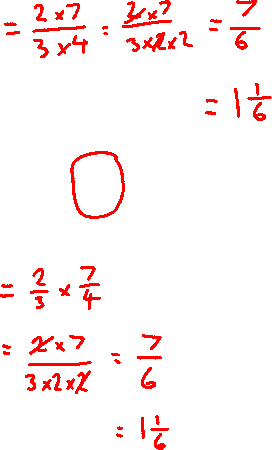 = 2×7/3×4 = 2×7/3×2×2 = 7/6
= 1 1/6
= 2/3 × 7/4
= 2×7/3×2×2 = 7/6
= 1 1/6